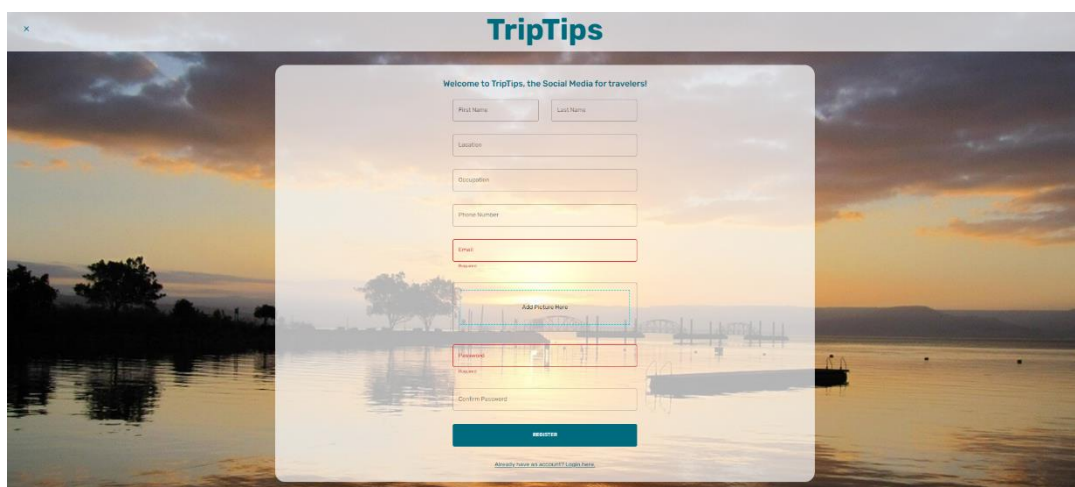 ×
TripTips
Welcome to TripTips, the Social Media for travelers!
First Name
Last Name
Location
Occupation
Phone Number
Email
Required
Add Picture Here
Password
Required
Confirm Password
REGISTER
Already have an account? Login here.